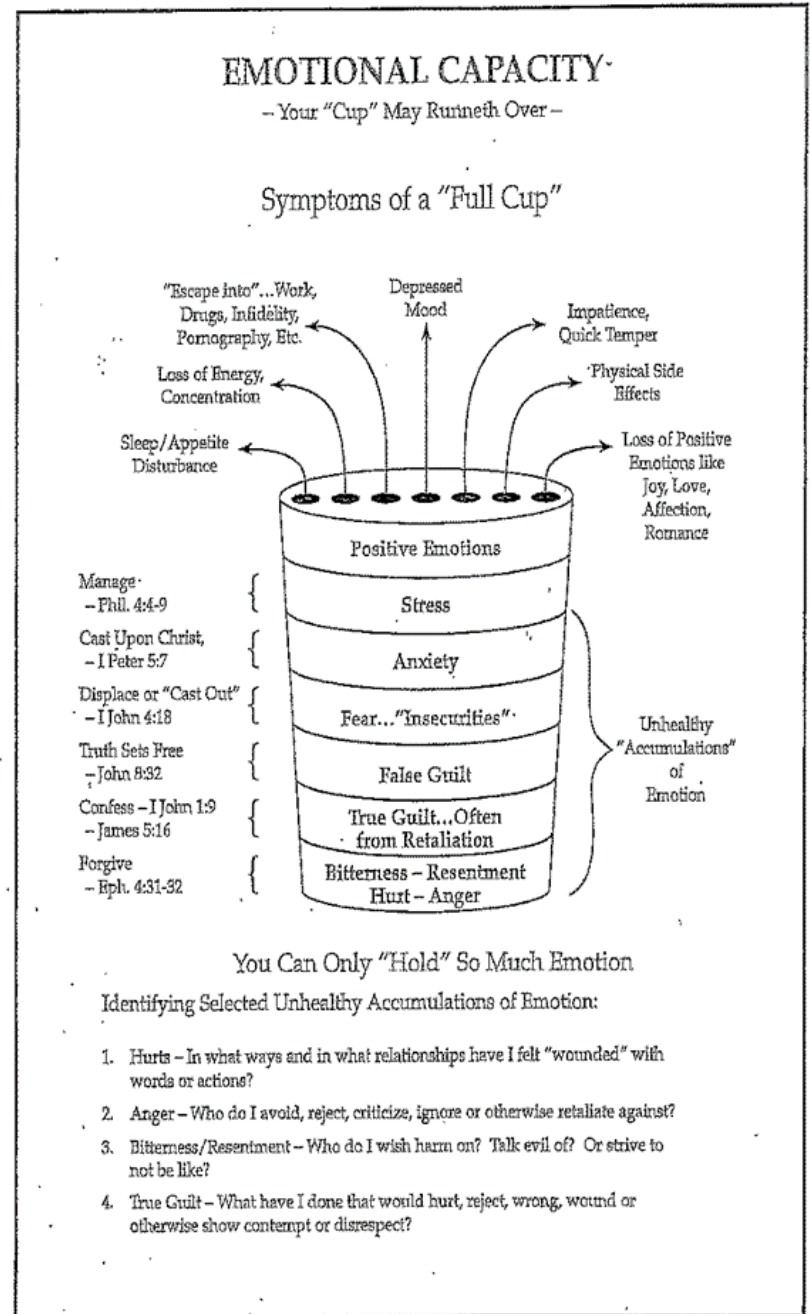 EMOTIONAL CAPACITY
– Your "Cup" May Runneth Over –
Symptoms of a "Full Cup"
"Escape into"...Work,
Drugs, Infidelity,
Pornography, Etc.
Depressed
Mood
Impatience,
Quick Temper
Loss of Energy,
Concentration
Physical Side
Effects
Sleep/Appetite
Disturbance
Loss of Positive
Emotions like
Joy, Love,
Affection,
Romance
Positive Emotions
Manage
– Phil. 4:4-9
Stress
Cast Upon Christ,
– I Peter 5:7
Anxiety
Displace or "Cast Out"
– I John 4:18
Fear..."Insecurities"
Truth Sets Free
– John 8:32
False Guilt
Confess – I John 1:9
– James 5:16
True Guilt...Often
from Retaliation
Forgive
– Eph. 4:31-32
Bitterness – Resentment
Hurt – Anger
Unhealthy
"Accumulations"
of
Emotion
You Can Only "Hold" So Much Emotion
Identifying Selected Unhealthy Accumulations of Emotion:
1. Hurts – In what ways and in what relationships have I felt "wounded" with
words or actions?
2. Anger – Who do I avoid, reject, criticize, ignore or otherwise retaliate against?
3. Bitterness/Resentment – Who do I wish harm on? Talk evil of? Or strive to
not be like?
4. True Guilt – What have I done that would hurt, reject, wrong, wound or
otherwise show contempt or disrespect?